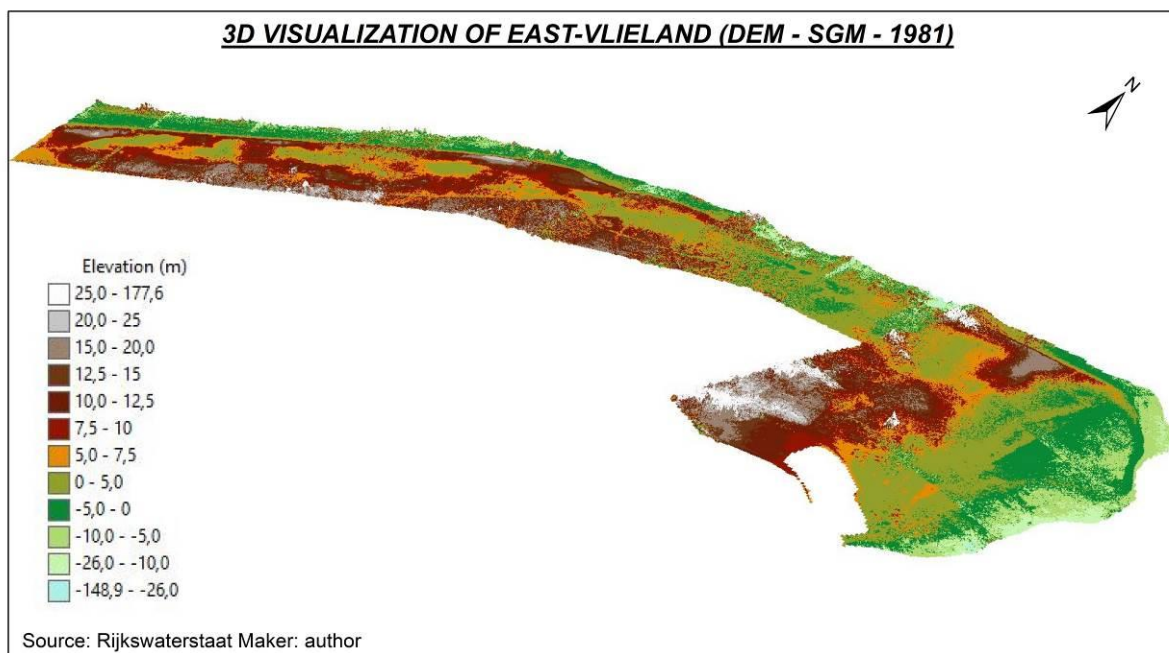 3D VISUALIZATION OF EAST-VLIELAND (DEM - SGM - 1981)
N
Elevation (m)
25,0 - 177,6
20,0 - 25
15,0 - 20,0
12,5 - 15
10,0 - 12,5
7,5 - 10
5,0 - 7,5
0 - 5,0
-5,0 - 0
-10,0 - -5,0
-26,0 - -10,0
-148,9 - -26,0
Source: Rijkswaterstaat Maker: author